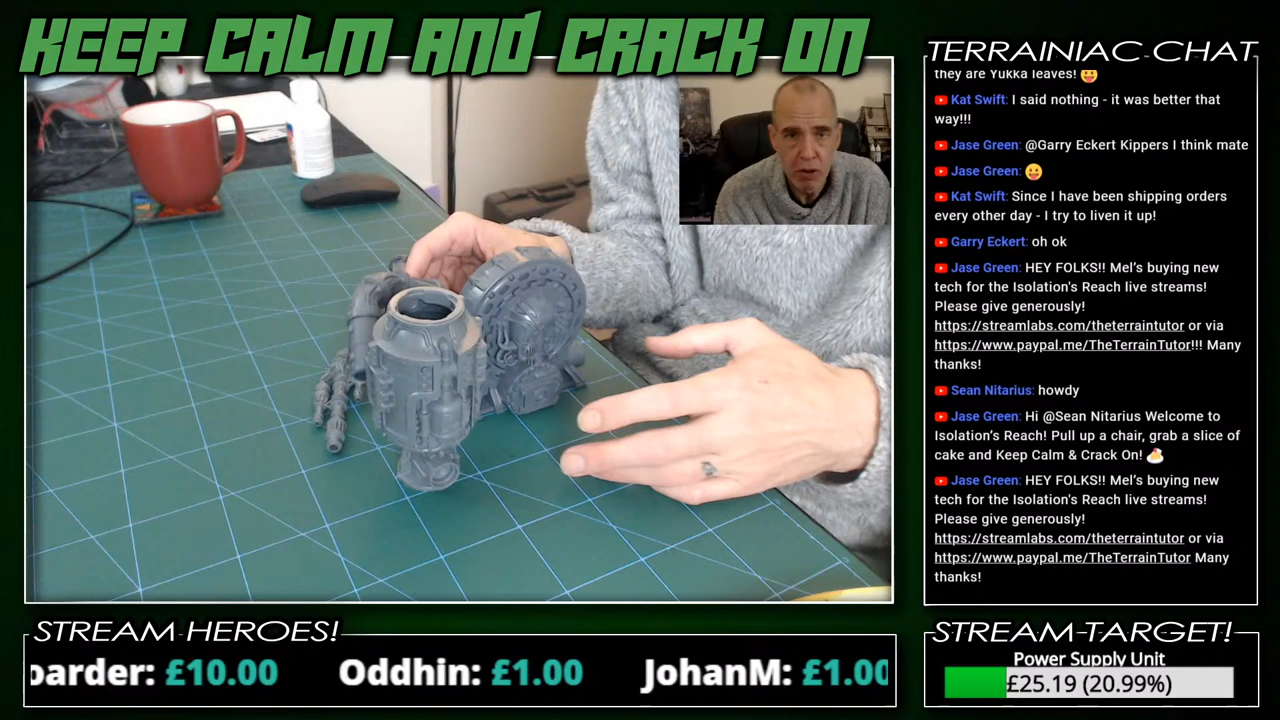 KEEP CALM AND CRACK ON
TERRAINIAC CHAT
they are Yukka leaves!
Kat Swift: I said nothing - it was better that
way!!!
Jase Green: @Garry Eckert Kippers I think mate
Jase Green:
Kat Swift: Since I have been shipping orders
every other day - I try to liven it up!
Garry Eckert: oh ok
Jase Green: HEY FOLKS!! Mel's buying new
tech for the Isolation's Reach live streams!
Please give generously!
https://streamlabs.com/theterraintutor or via
https://www.paypal.me/TheTerrainTutor!!! Many
thanks!
Sean Nitarius: howdy
Jase Green: Hi @Sean Nitarius Welcome to
Isolation's Reach! Pull up a chair, grab a slice of
cake and Keep Calm & Crack On!
Jase Green: HEY FOLKS!! Mel's buying new
tech for the Isolation's Reach live streams!
Please give generously!
https://streamlabs.com/theterraintutor or via
https://www.paypal.me/TheTerrainTutor Many
thanks!
STREAM HEROES!
oarder: £10.00 Oddhin: £1.00 JohanM: £1.00
STREAM TARGET!
Power Supply Unit
£25.19 (20.99%)